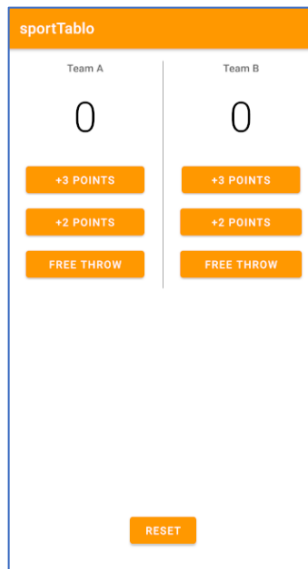 sportTablo
Team A Team B
0 0
+3 POINTS +3 POINTS
+2 POINTS +2 POINTS
FREE THROW FREE THROW
RESET